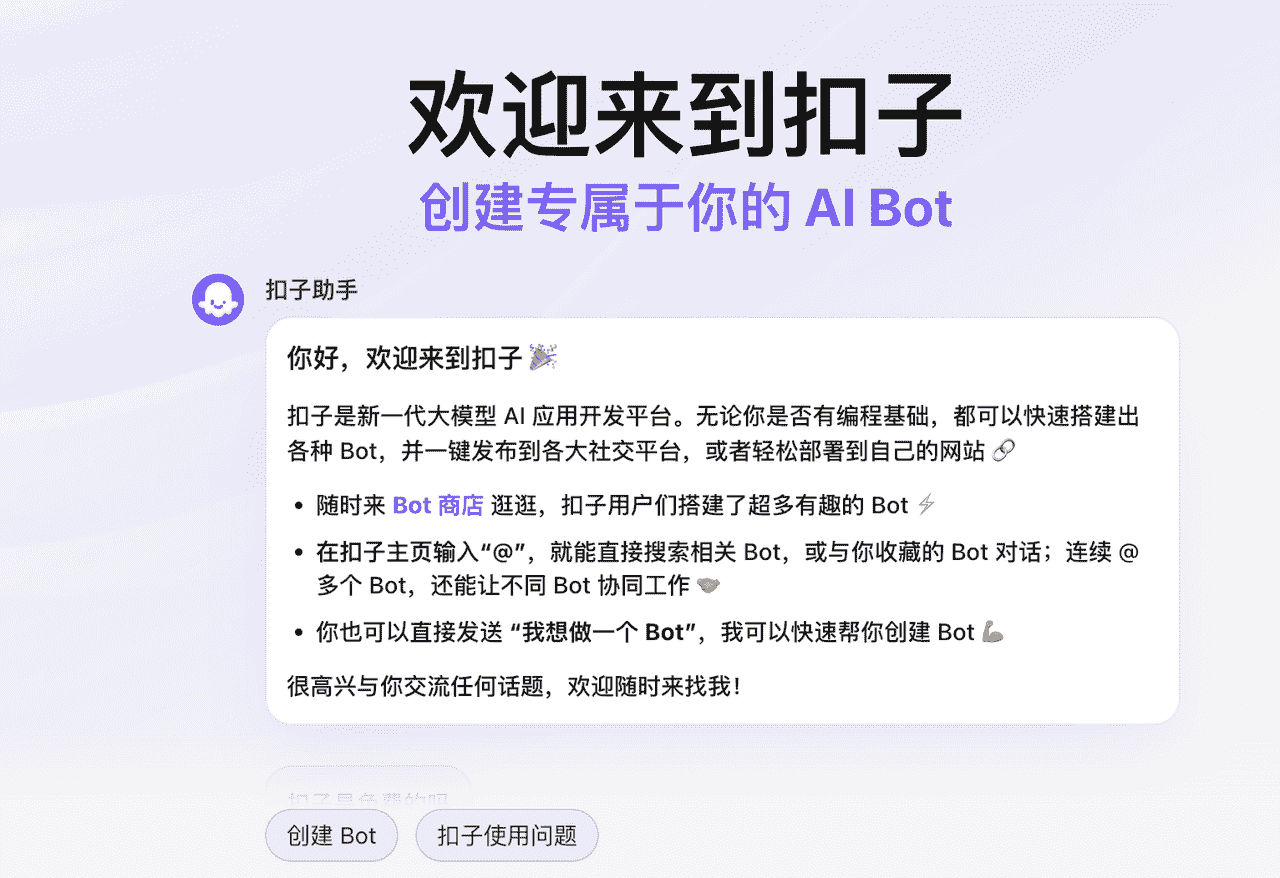 欢迎来到扣子
创建专属于你的 AI Bot
扣子助手
你好，欢迎来到扣子 🎉
扣子是新一代大模型 AI 应用开发平台。无论你是否有编程基础，都可以快速搭建出
各种 Bot，并一键发布到各大社交平台，或者轻松部署到自己的网站 🔗
• 随时来 Bot 商店 逛逛，扣子用户们搭建了超多有趣的 Bot ⚡
• 在扣子主页输入“@”，就能直接搜索相关 Bot，或与你收藏的 Bot 对话；连续 @
多个 Bot，还能让不同 Bot 协同工作 🤝
• 你也可以直接发送 “我想做一个 Bot”，我可以快速帮你创建 Bot 💪
很高兴与你交流任何话题，欢迎随时来找我！
扣子是免费的吗
创建 Bot
扣子使用问题